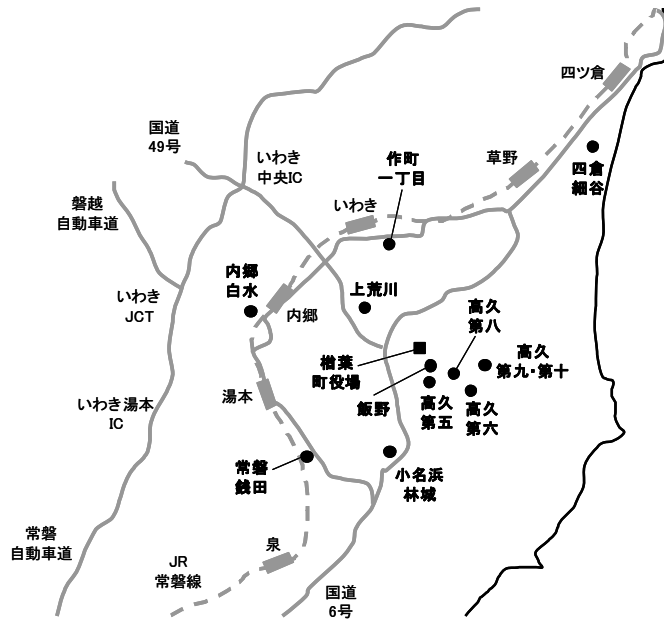 四ツ倉
国道
49号
いわき
中央IC
作町
一丁目
草野
四倉
細谷
磐越
自動車道
いわき
内郷
白水
上荒川
いわき
JCT
内郷
高久
第八
楢葉
町役場
高久
第九・第十
湯本
飯野
高久
第五
高久
第六
いわき湯本
IC
常磐
銭田
小名浜
林城
常磐
自動車道
泉
JR
常磐線
国道
6号